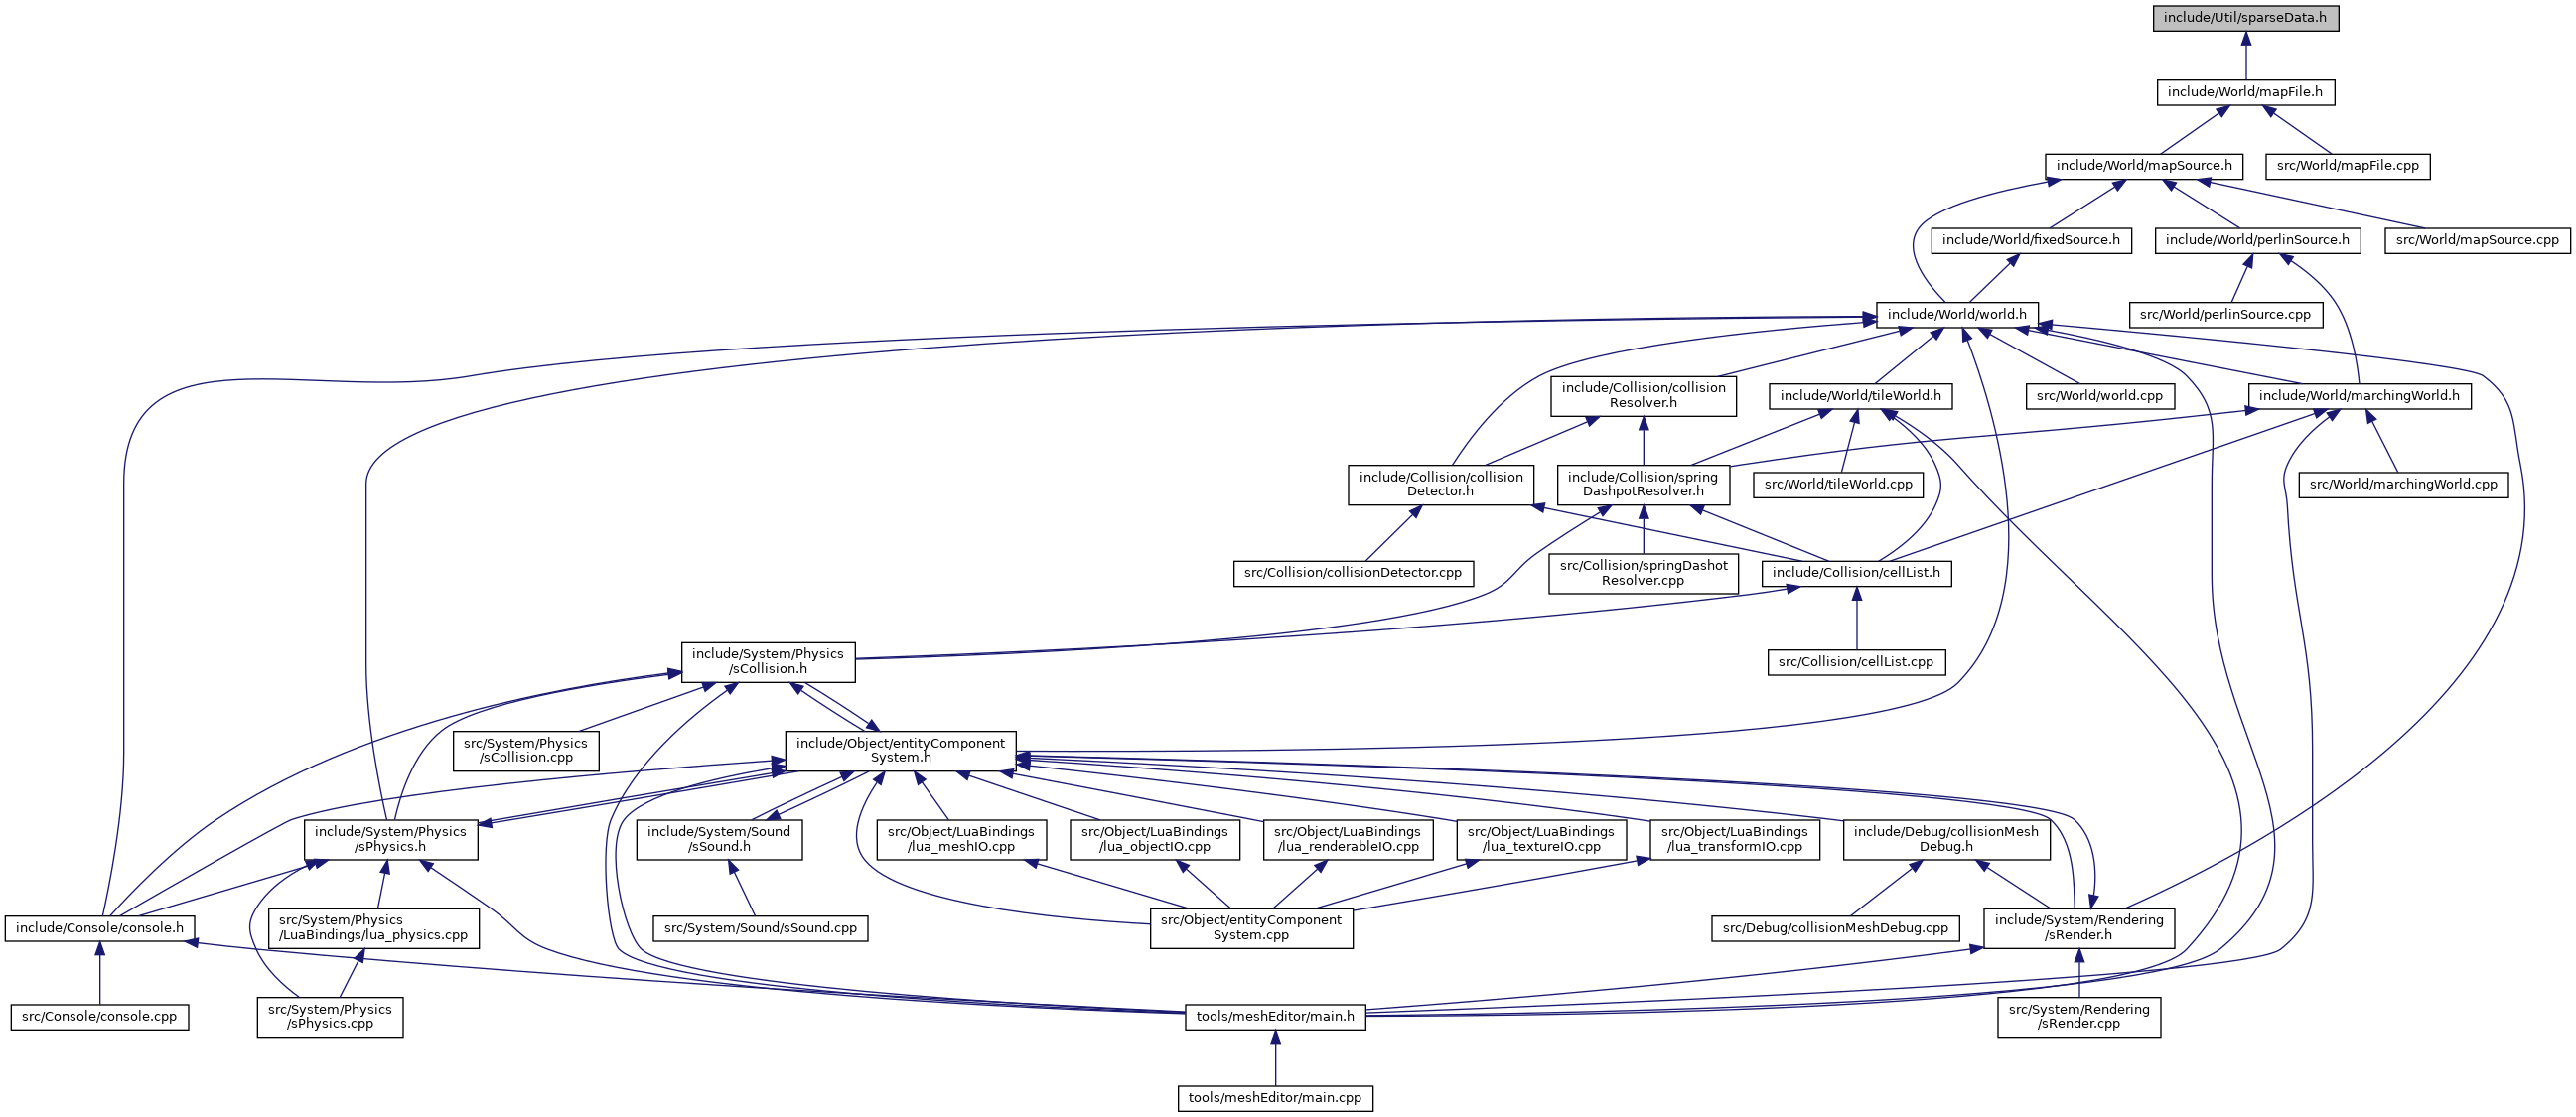 include/Util/sparseData.h
include/World/mapFile.h
include/World/mapSource.h
src/World/mapFile.cpp
include/World/fixedSource.h
include/World/perlinSource.h
src/World/mapSource.cpp
include/World/world.h
src/World/perlinSource.cpp
include/Collision/collision
Resolver.h
include/World/tileWorld.h
src/World/world.cpp
include/World/marchingWorld.h
include/Collision/collision
Detector.h
include/Collision/spring
DashpotResolver.h
src/World/tileWorld.cpp
src/World/marchingWorld.cpp
src/Collision/collisionDetector.cpp
src/Collision/springDashot
Resolver.cpp
include/Collision/cellList.h
include/System/Physics
/sCollision.h
src/Collision/cellList.cpp
src/System/Physics
/sCollision.cpp
include/Object/entityComponent
System.h
include/System/Physics
/sPhysics.h
include/System/Sound
/sSound.h
src/Object/LuaBindings
/lua_meshIO.cpp
src/Object/LuaBindings
/lua_objectIO.cpp
src/Object/LuaBindings
/lua_renderableIO.cpp
src/Object/LuaBindings
/lua_textureIO.cpp
src/Object/LuaBindings
/lua_transformIO.cpp
include/Debug/collisionMesh
Debug.h
include/Console/console.h
src/System/Physics
/LuaBindings/lua_physics.cpp
src/System/Sound/sSound.cpp
src/Object/entityComponent
System.cpp
src/Debug/collisionMeshDebug.cpp
include/System/Rendering
/sRender.h
src/Console/console.cpp
src/System/Physics
/sPhysics.cpp
tools/meshEditor/main.h
src/System/Rendering
/sRender.cpp
tools/meshEditor/main.cpp